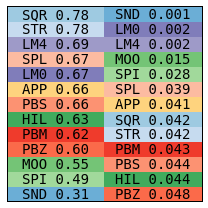 SQR 0.78 SND 0.001
STR 0.78 LM0 0.002
LM4 0.69 LM4 0.002
SPL 0.67 MOO 0.015
LM0 0.67 SPI 0.028
APP 0.66 SPL 0.039
PBS 0.66 APP 0.041
HIL 0.63 SQR 0.042
PBM 0.62 STR 0.042
PBZ 0.60 PBM 0.043
MOO 0.55 PBS 0.044
SPI 0.49 HIL 0.044
SND 0.31 PBZ 0.048